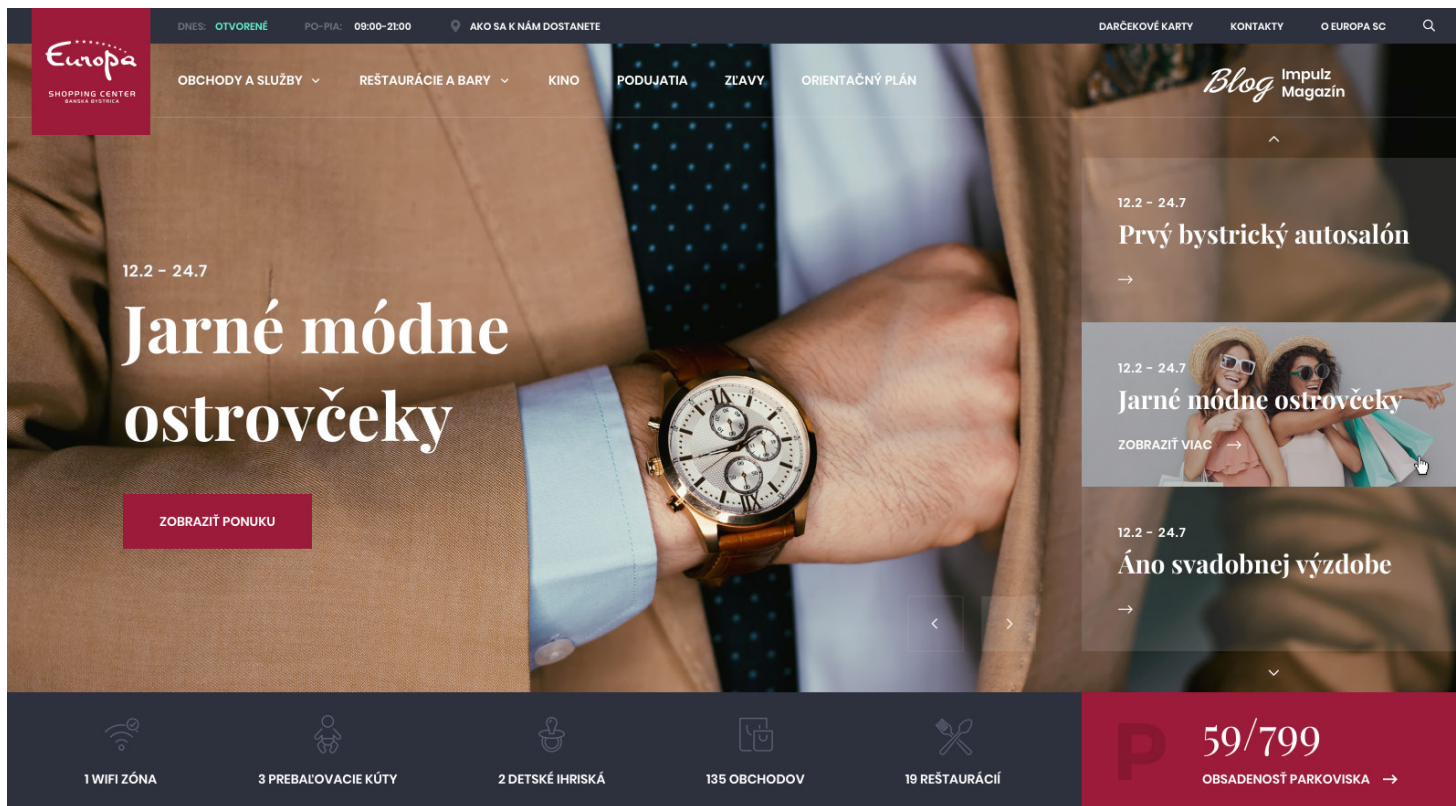 Europa
SHOPPING CENTER
BANSKÁ BYSTRICA
DNES: OTVORENÉ
PO-PIA: 09:00-21:00
AKO SA K NÁM DOSTANETE
DARČEKOVÉ KARTY
KONTAKTY
O EUROPA SC
OBCHODY A SLUŽBY
REŠTAURÁCIE A BARY
KINO
PODUJATIA
ZĽAVY
ORIENTAČNÝ PLÁN
Blog
Impulz
Magazín
12.2 - 24.7
Jarné módne
ostrovčeky
ZOBRAZIŤ PONUKU
12.2 - 24.7
Prvý bystrický autosalón
12.2 - 24.7
Jarné módne ostrovčeky
ZOBRAZIŤ VIAC
12.2 - 24.7
Áno svadobnej výzdobe
1 WIFI ZÓNA
3 PREBAĽOVACIE KÚTY
2 DETSKÉ IHRISKÁ
135 OBCHODOV
19 REŠTAURÁCIÍ
P
59/799
OBSADENOSŤ PARKOVISKA